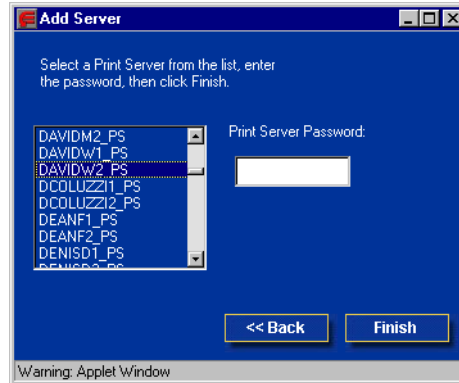 Add Server
Select a Print Server from the list, enter
the password, then click Finish.
DAVIDM2_PS
DAVIDW1_PS
DAVIDW2_PS
DCOLUZZI1_PS
DCOLUZZI2_PS
DEANF1_PS
DEANF2_PS
DENISD1_PS
Print Server Password:
<< Back
Finish
Warning: Applet Window